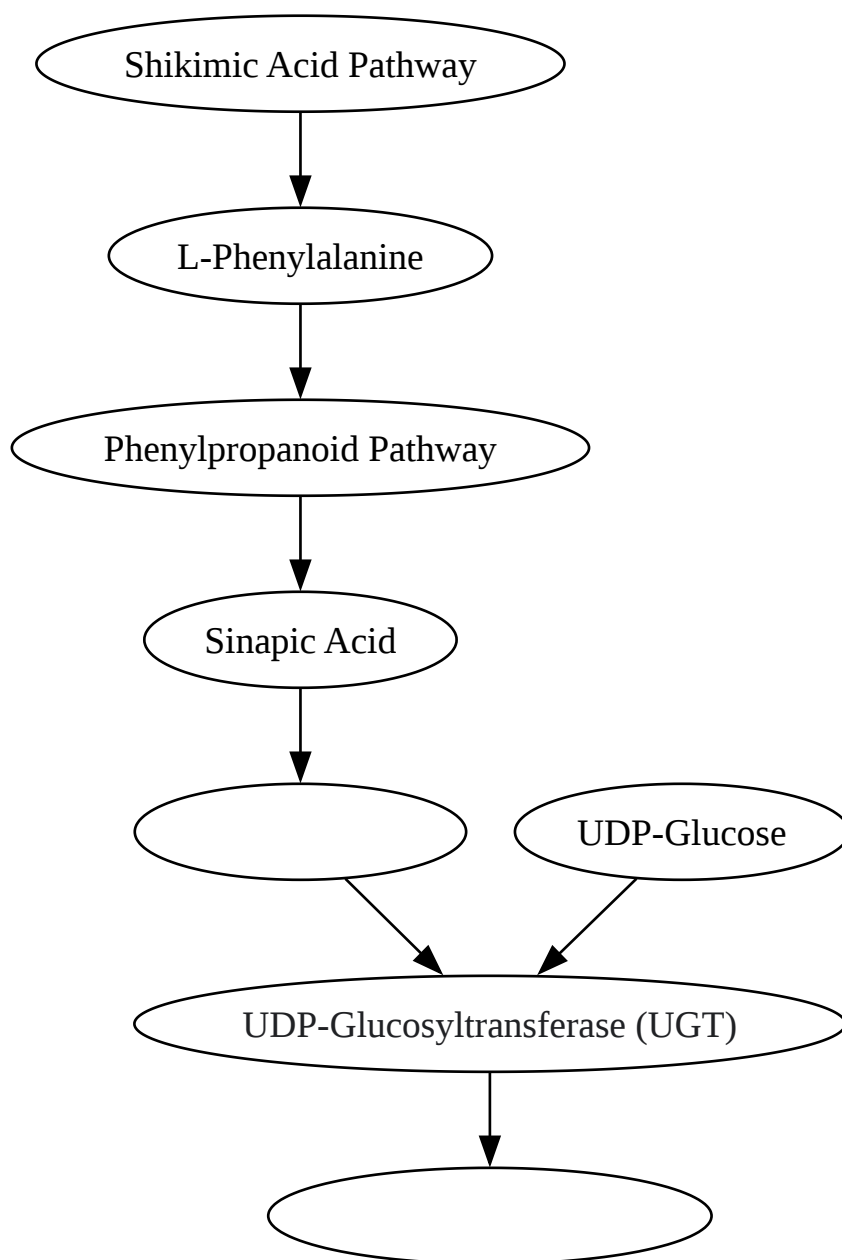 Shikimic Acid Pathway
L-Phenylalanine
Phenylpropanoid Pathway
Sinapic Acid
UDP-Glucose
UDP-Glucosyltransferase (UGT)